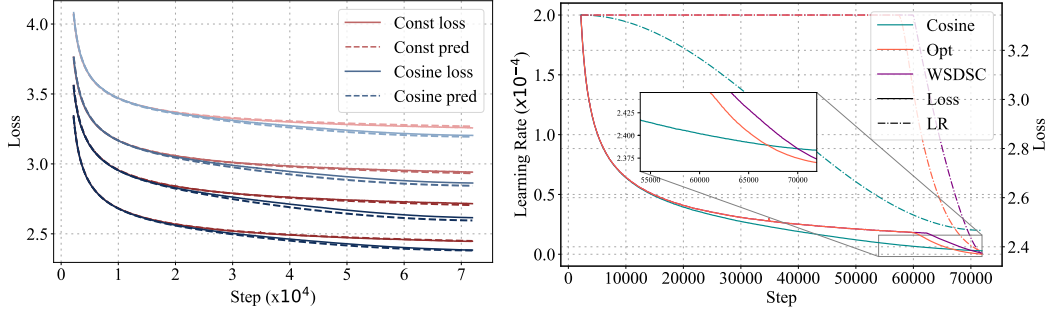 4.0
3.5
3.0
2.5
0
1
2
3
4
5
6
7
Loss
Step (x10⁴)
Const loss
Const pred
Cosine loss
Cosine pred
2.0
1.5
1.0
0.5
0.0
Learning Rate (x10⁻⁴)
0
10000
20000
30000
40000
50000
60000
70000
Step
3.2
3.0
2.8
2.6
2.4
Loss
Cosine
Opt
WSDSC
Loss
LR
2.425
2.400
2.375
55000
60000
65000
70000